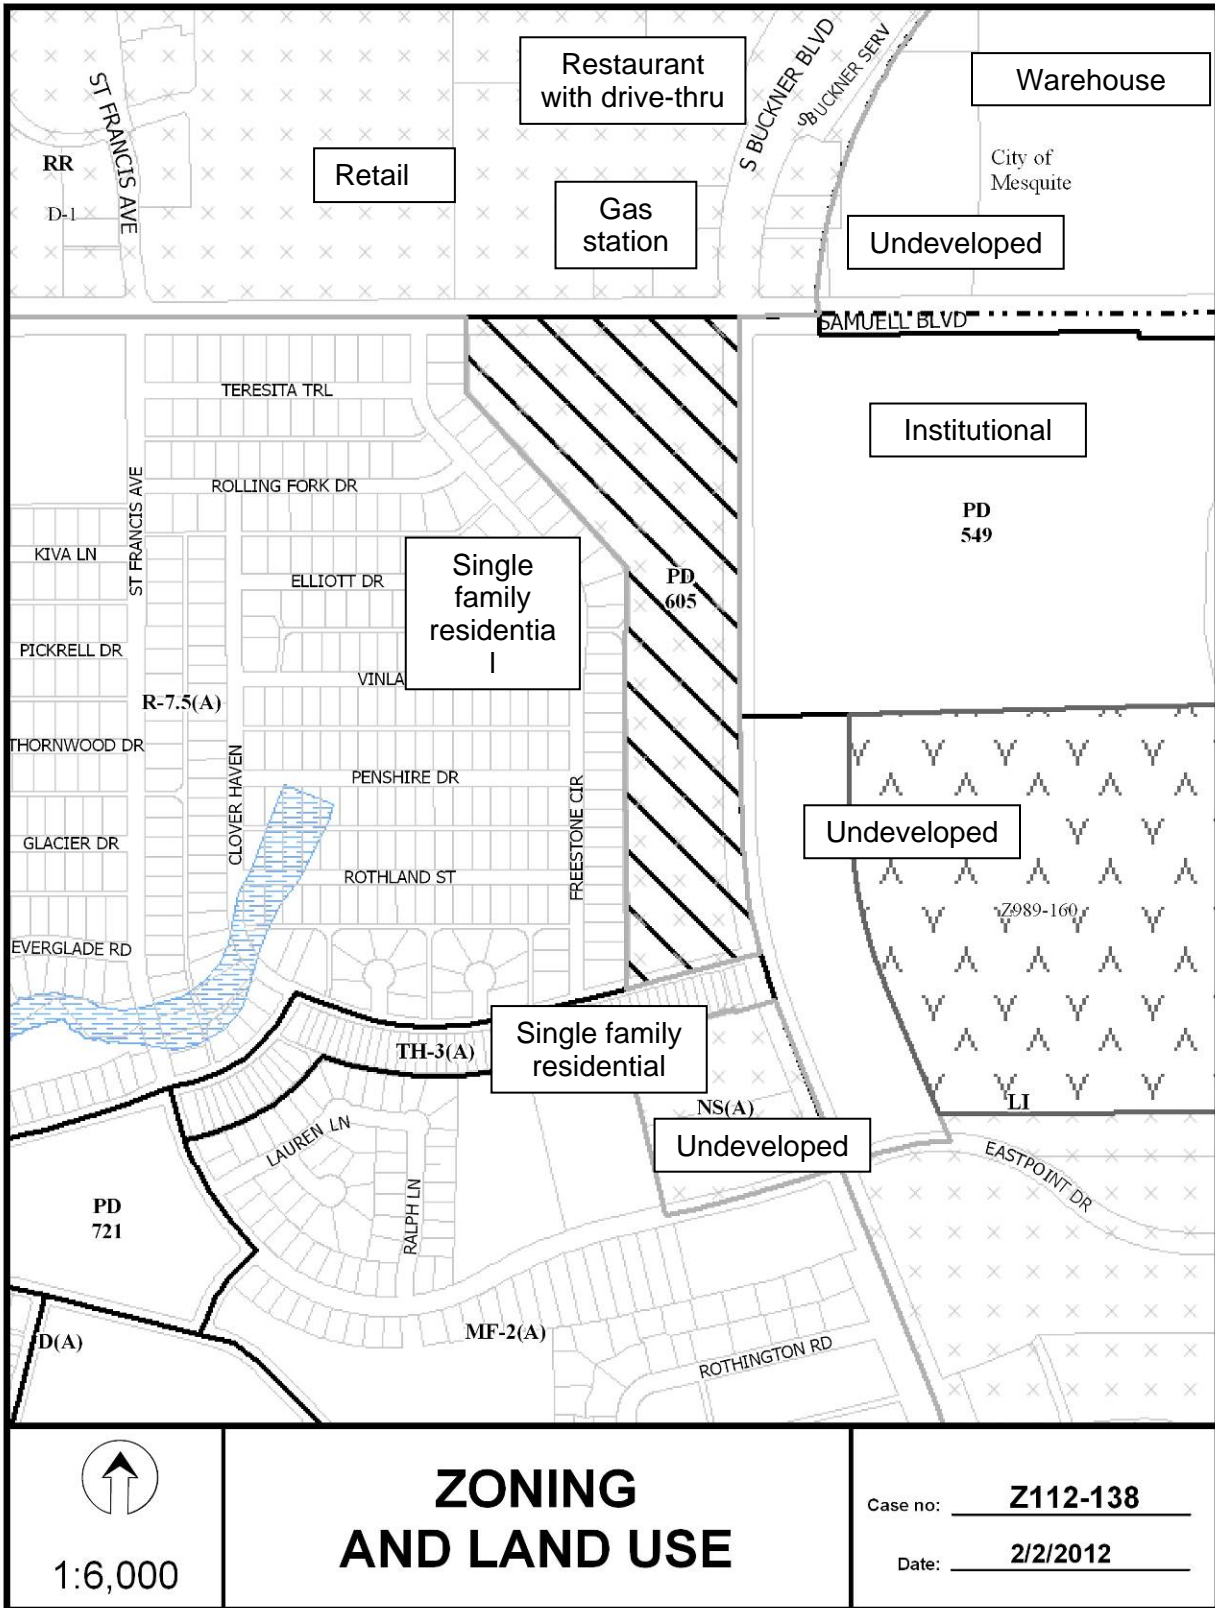 Restaurant
with drive-thru
S BUCKNER BLVD
S BUCKNER SERV
Warehouse
ST FRANCIS AVE
RR
D-1
Retail
City of
Mesquite
Gas
station
Undeveloped
SAMUELL BLVD
TERESITA TRL
Institutional
ROLLING FORK DR
ST FRANCIS AVE
PD
549
KIVA LN
ELLIOTT DR
Single
family
residentia
l
PD
605
PICKRELL DR
VINLA
R-7.5(A)
THORNWOOD DR
CLOVER HAVEN
PENSHIRE DR
FREESTONE CIR
Undeveloped
GLACIER DR
ROTHLAND ST
Z989-160
EVERGLADE RD
Single family
residential
TH-3(A)
NS(A)
LI
Undeveloped
LAUREN LN
EASTPOINT DR
RALPH LN
PD
721
MF-2(A)
D(A)
ROTHINGTON RD
1:6,000
ZONING
AND LAND USE
Case no: Z112-138
Date: 2/2/2012